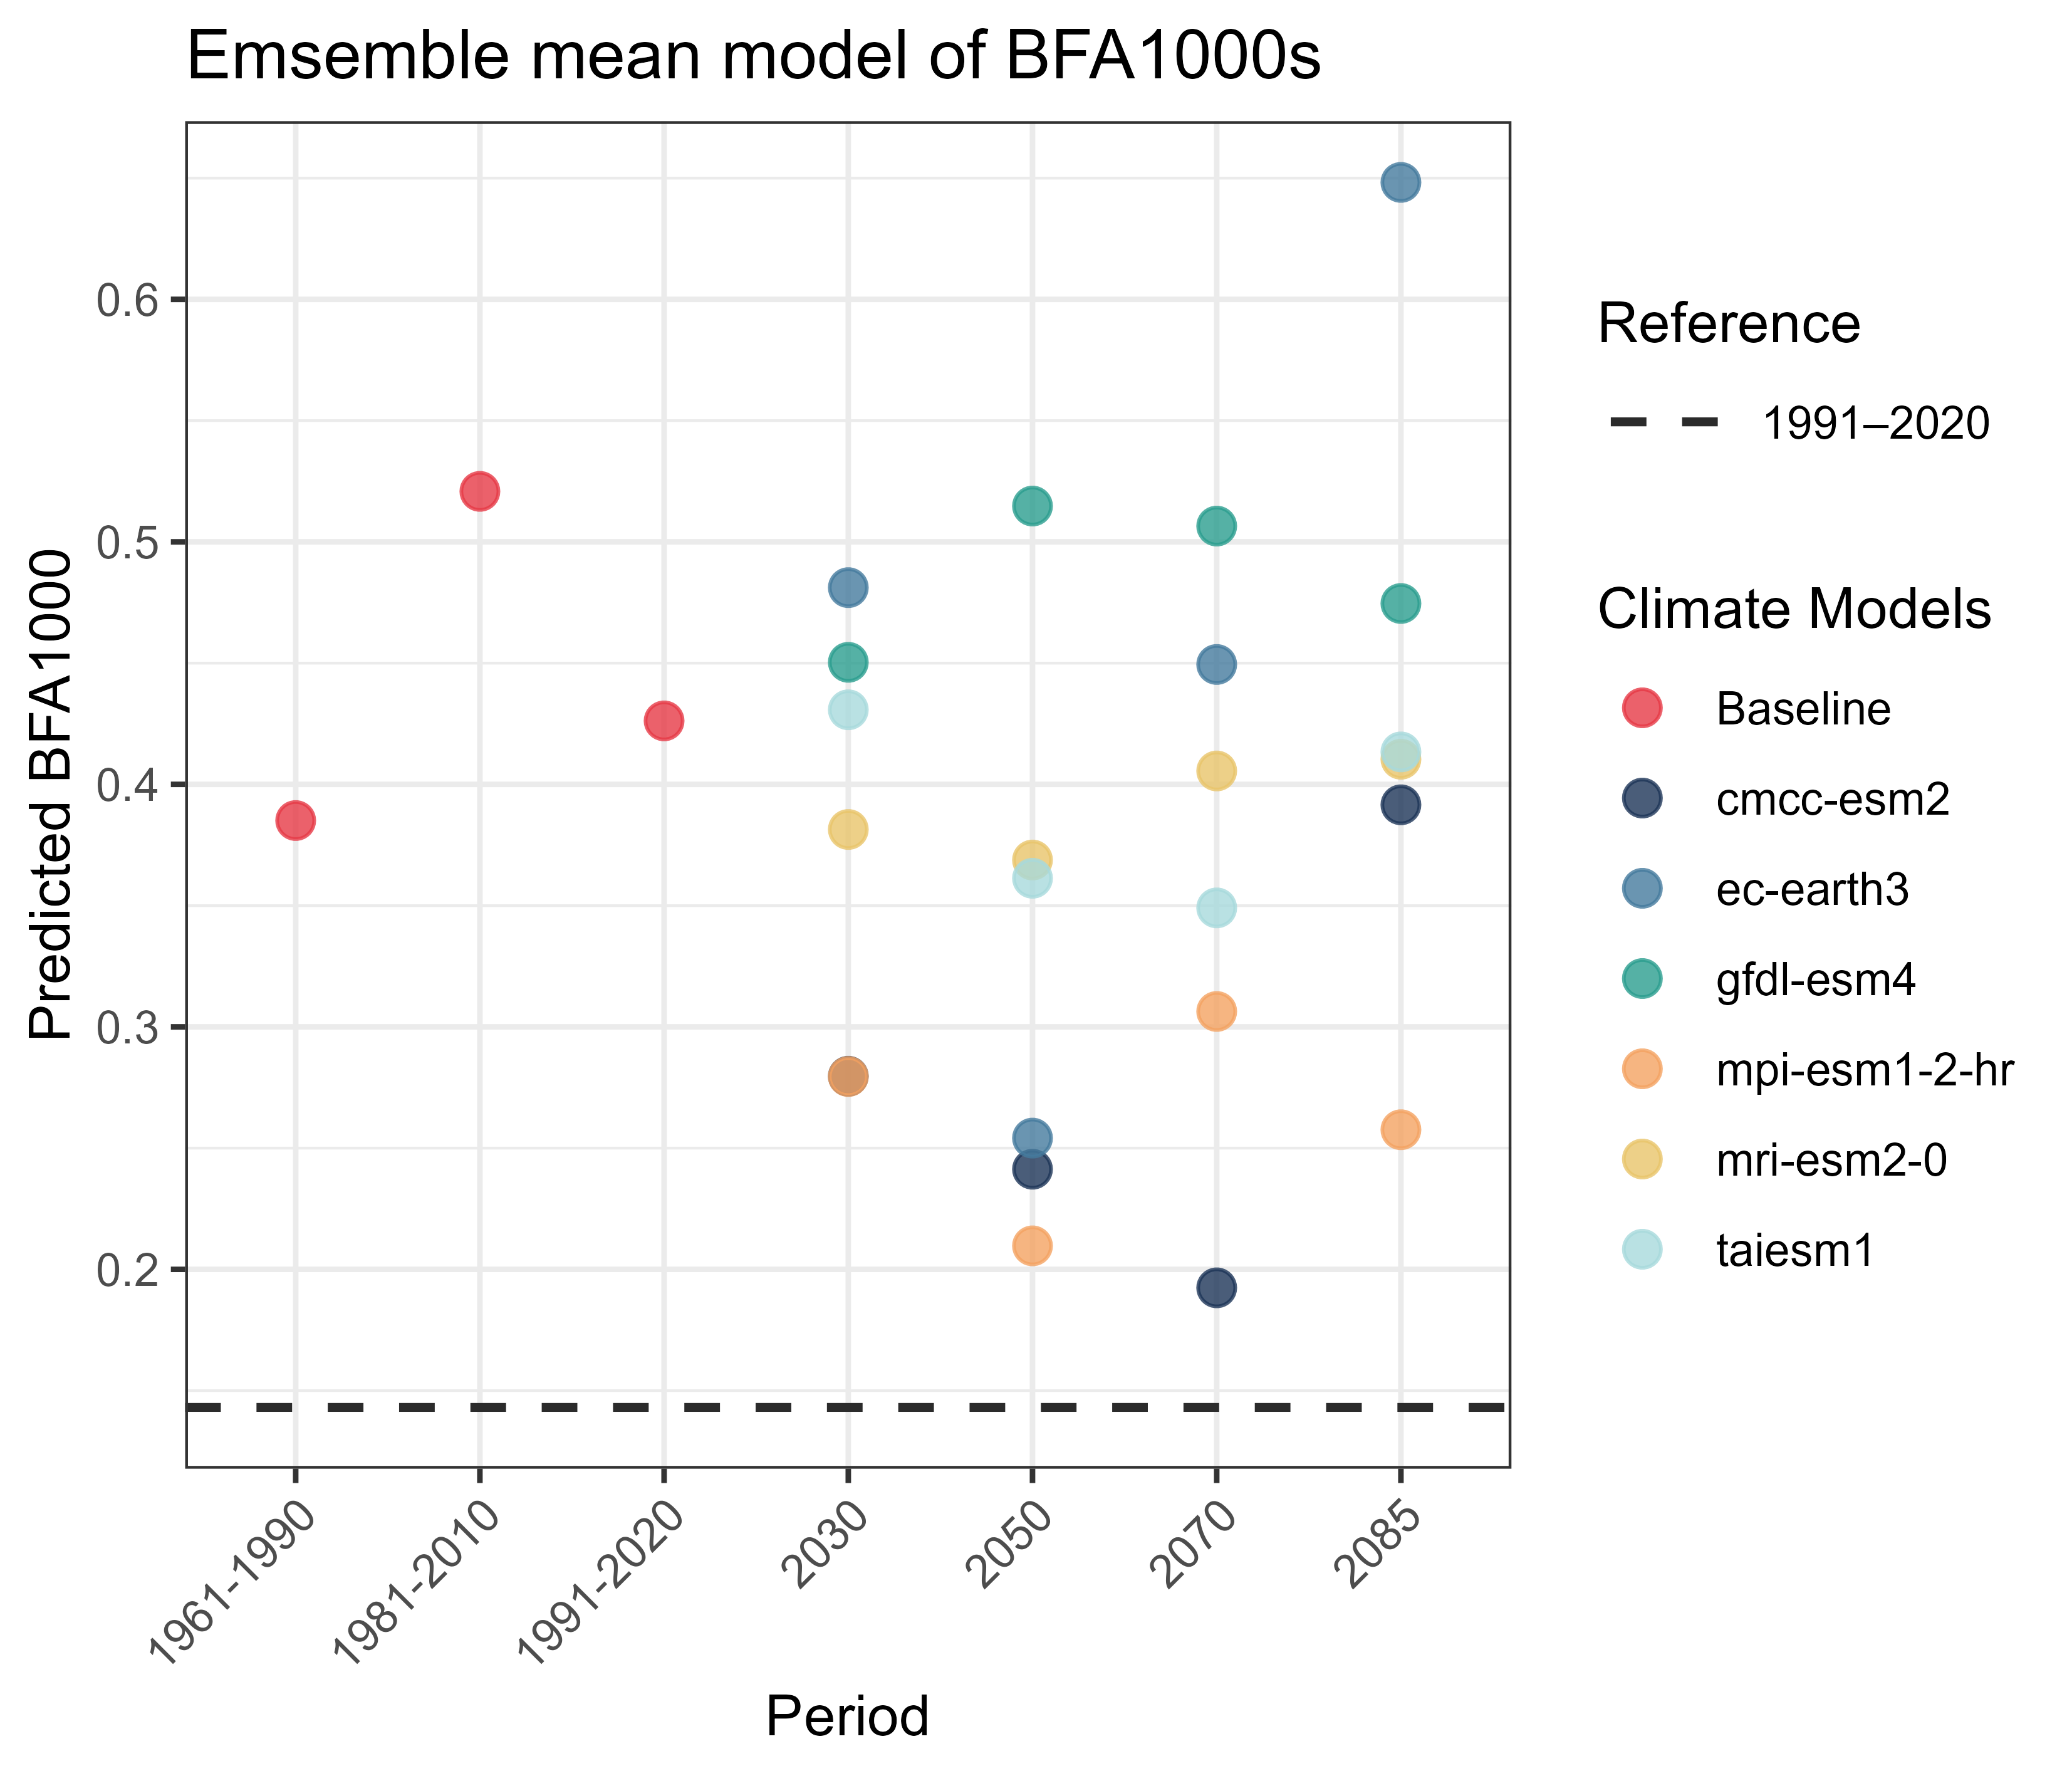 Emsemble mean model of BFA1000s
Predicted BFA1000
0.6
0.5
0.4
0.3
0.2
1961-1990
1981-2010
1991-2020
2030
2050
2070
2085
Period
Reference
1991–2020
Climate Models
Baseline
cmcc-esm2
ec-earth3
gfdl-esm4
mpi-esm1-2-hr
mri-esm2-0
taiesm1